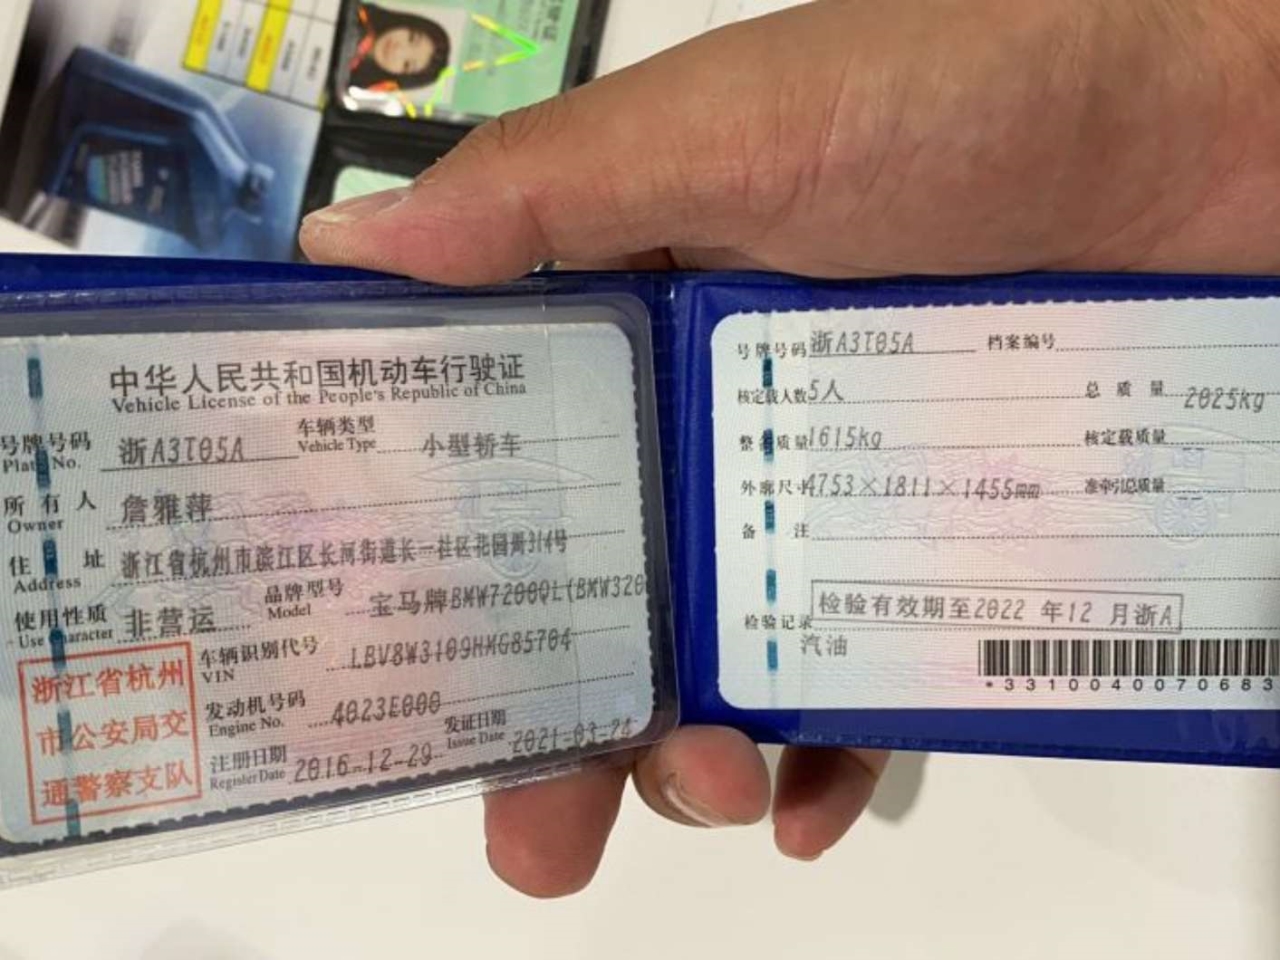 中华人民共和国机动车行驶证
Vehicle License of the People's Republic of China
号牌号码 浙A3T05A 车辆类型 小型轿车
Plate No. Vehicle Type
所有人 詹雅萍
Owner
住址 浙江省杭州市滨江区长河街道长一社区花园 314号
Address
使用性质 非营运 品牌型号 宝马牌BMW7200QL(BMW320
Use Character Model
浙江省杭州
市公安局交
通警察支队
车辆识别代号 LBV8W3109HMG85704
VIN
发动机号码 4023E000
Engine No.
发证日期 2021-03-24
Issue Date
注册日期 2016-12-29
Register Date
号牌号码 浙A3T05A 档案编号
核定载人数 5人 总质量 2025kg
整备质量 1615kg 核定载质量 --
外廓尺寸 4753×1811×1455mm 准牵引总质量 --
备注
检验记录 检验有效期至2022 年12 月浙A
汽油
*3310040070683